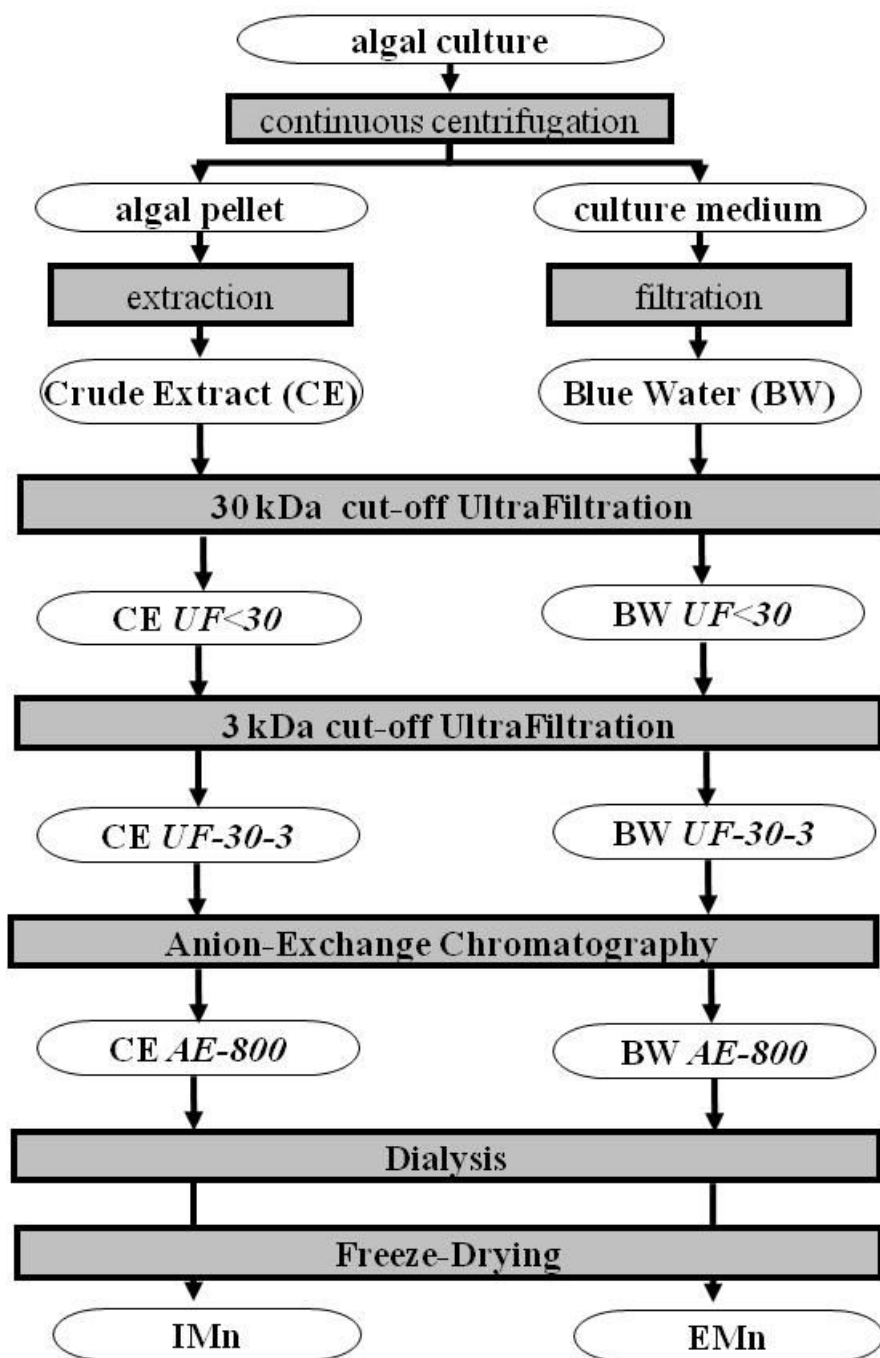 algal culture
continuous centrifugation
algal pellet
culture medium
extraction
filtration
Crude Extract (CE)
Blue Water (BW)
30 kDa cut-off UltraFiltration
CE UF<30
BW UF<30
3 kDa cut-off UltraFiltration
CE UF-30-3
BW UF-30-3
Anion-Exchange Chromatography
CE AE-800
BW AE-800
Dialysis
Freeze-Drying
IMn
EMn